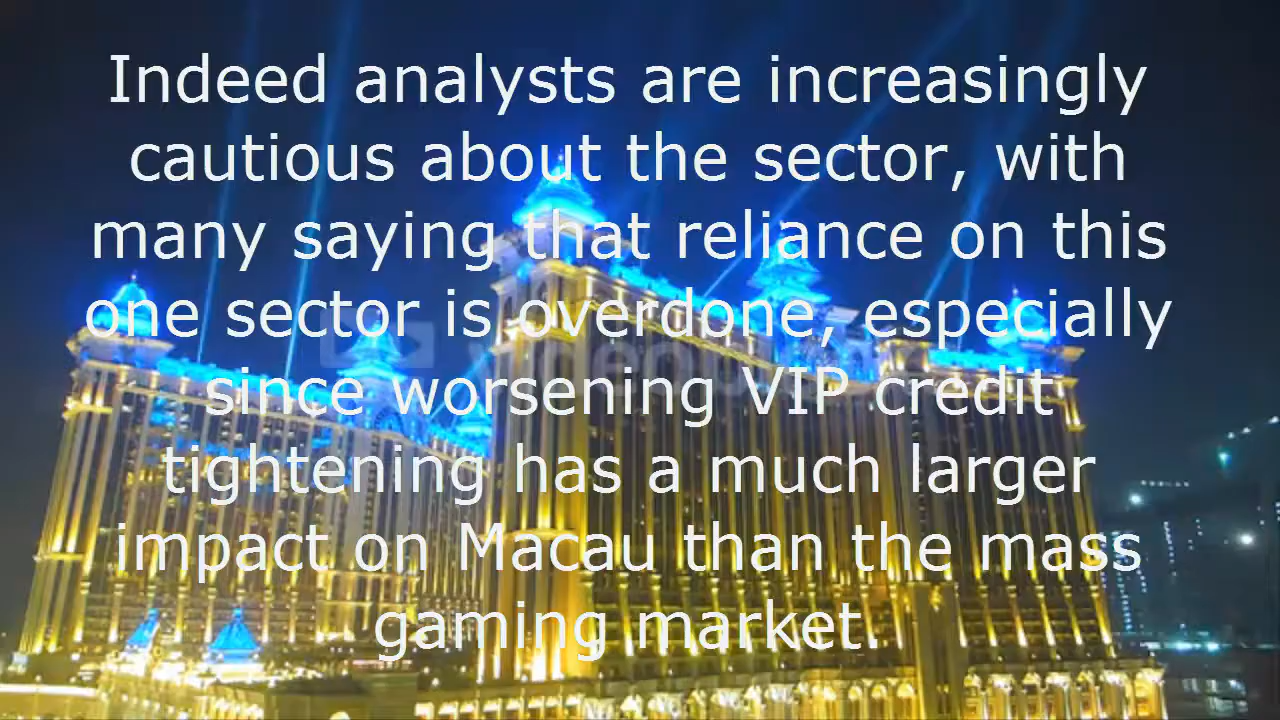 Indeed analysts are increasingly
cautious about the sector, with
many saying that reliance on this
one sector is overdone, especially
since worsening VIP credit
tightening has a much larger
impact on Macau than the mass
gaming market.